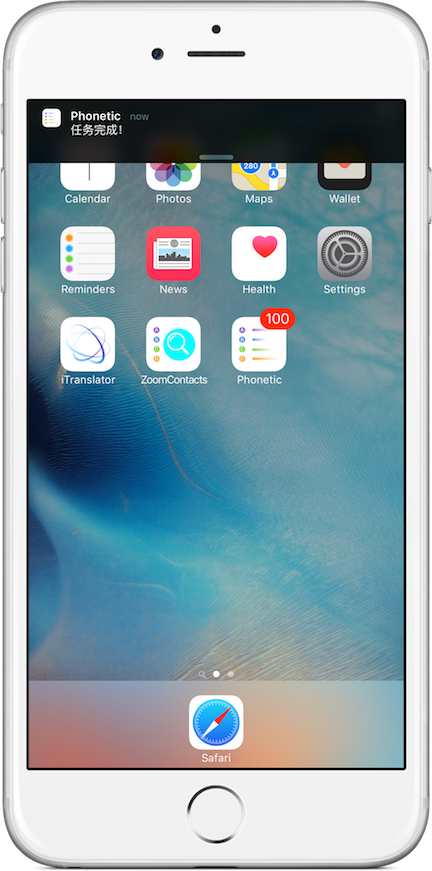 Phonetic now
任务完成!
280
Calendar Photos Maps Wallet
Reminders News Health Settings
100
iTranslator ZoomContacts Phonetic
Safari